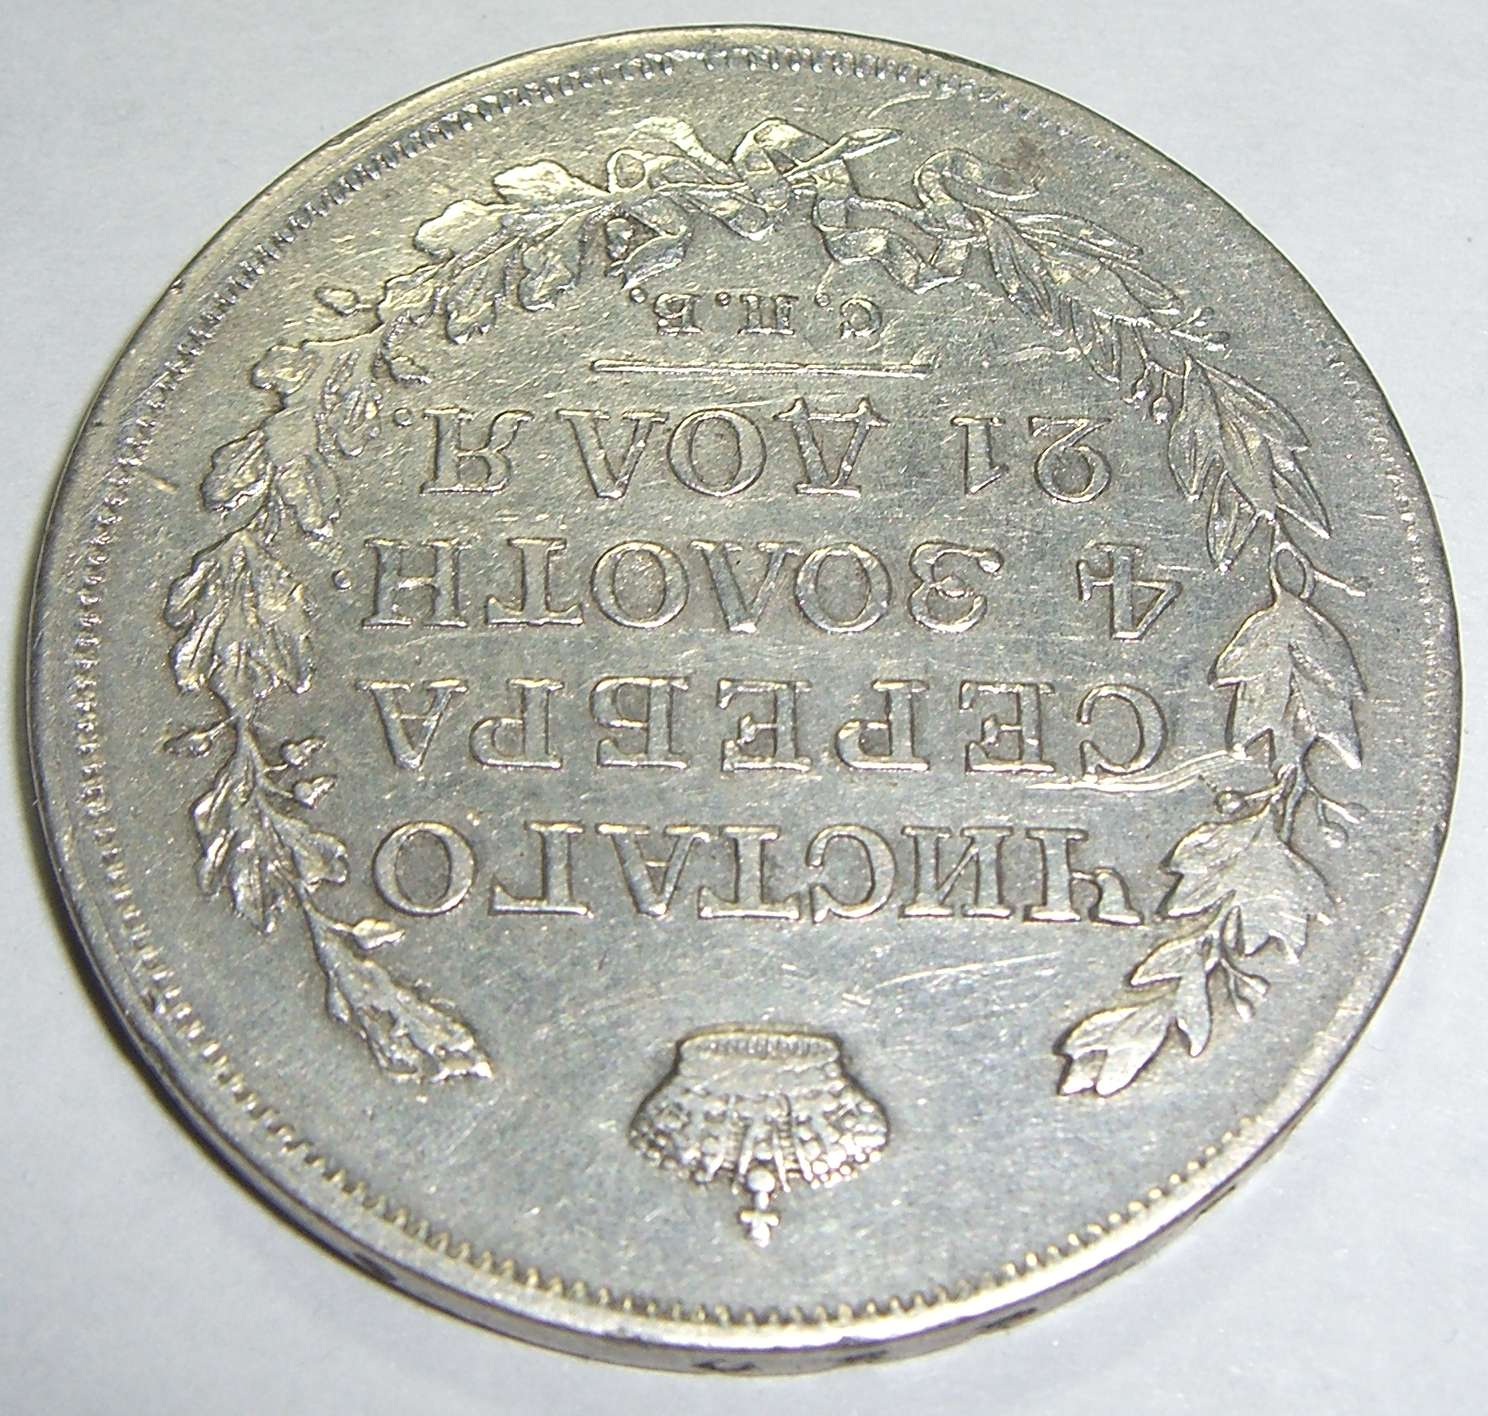 ЧИСТАГО
СЕРЕБРА
4 ЗОЛОТН.
21 ДОЛЯ.
С. П. Б.